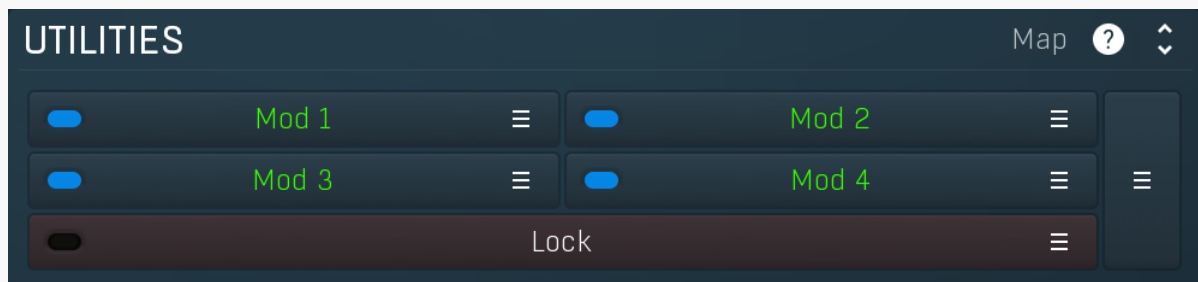 UTILITIES Map ?
Mod 1 Mod 2
Mod 3 Mod 4
Lock